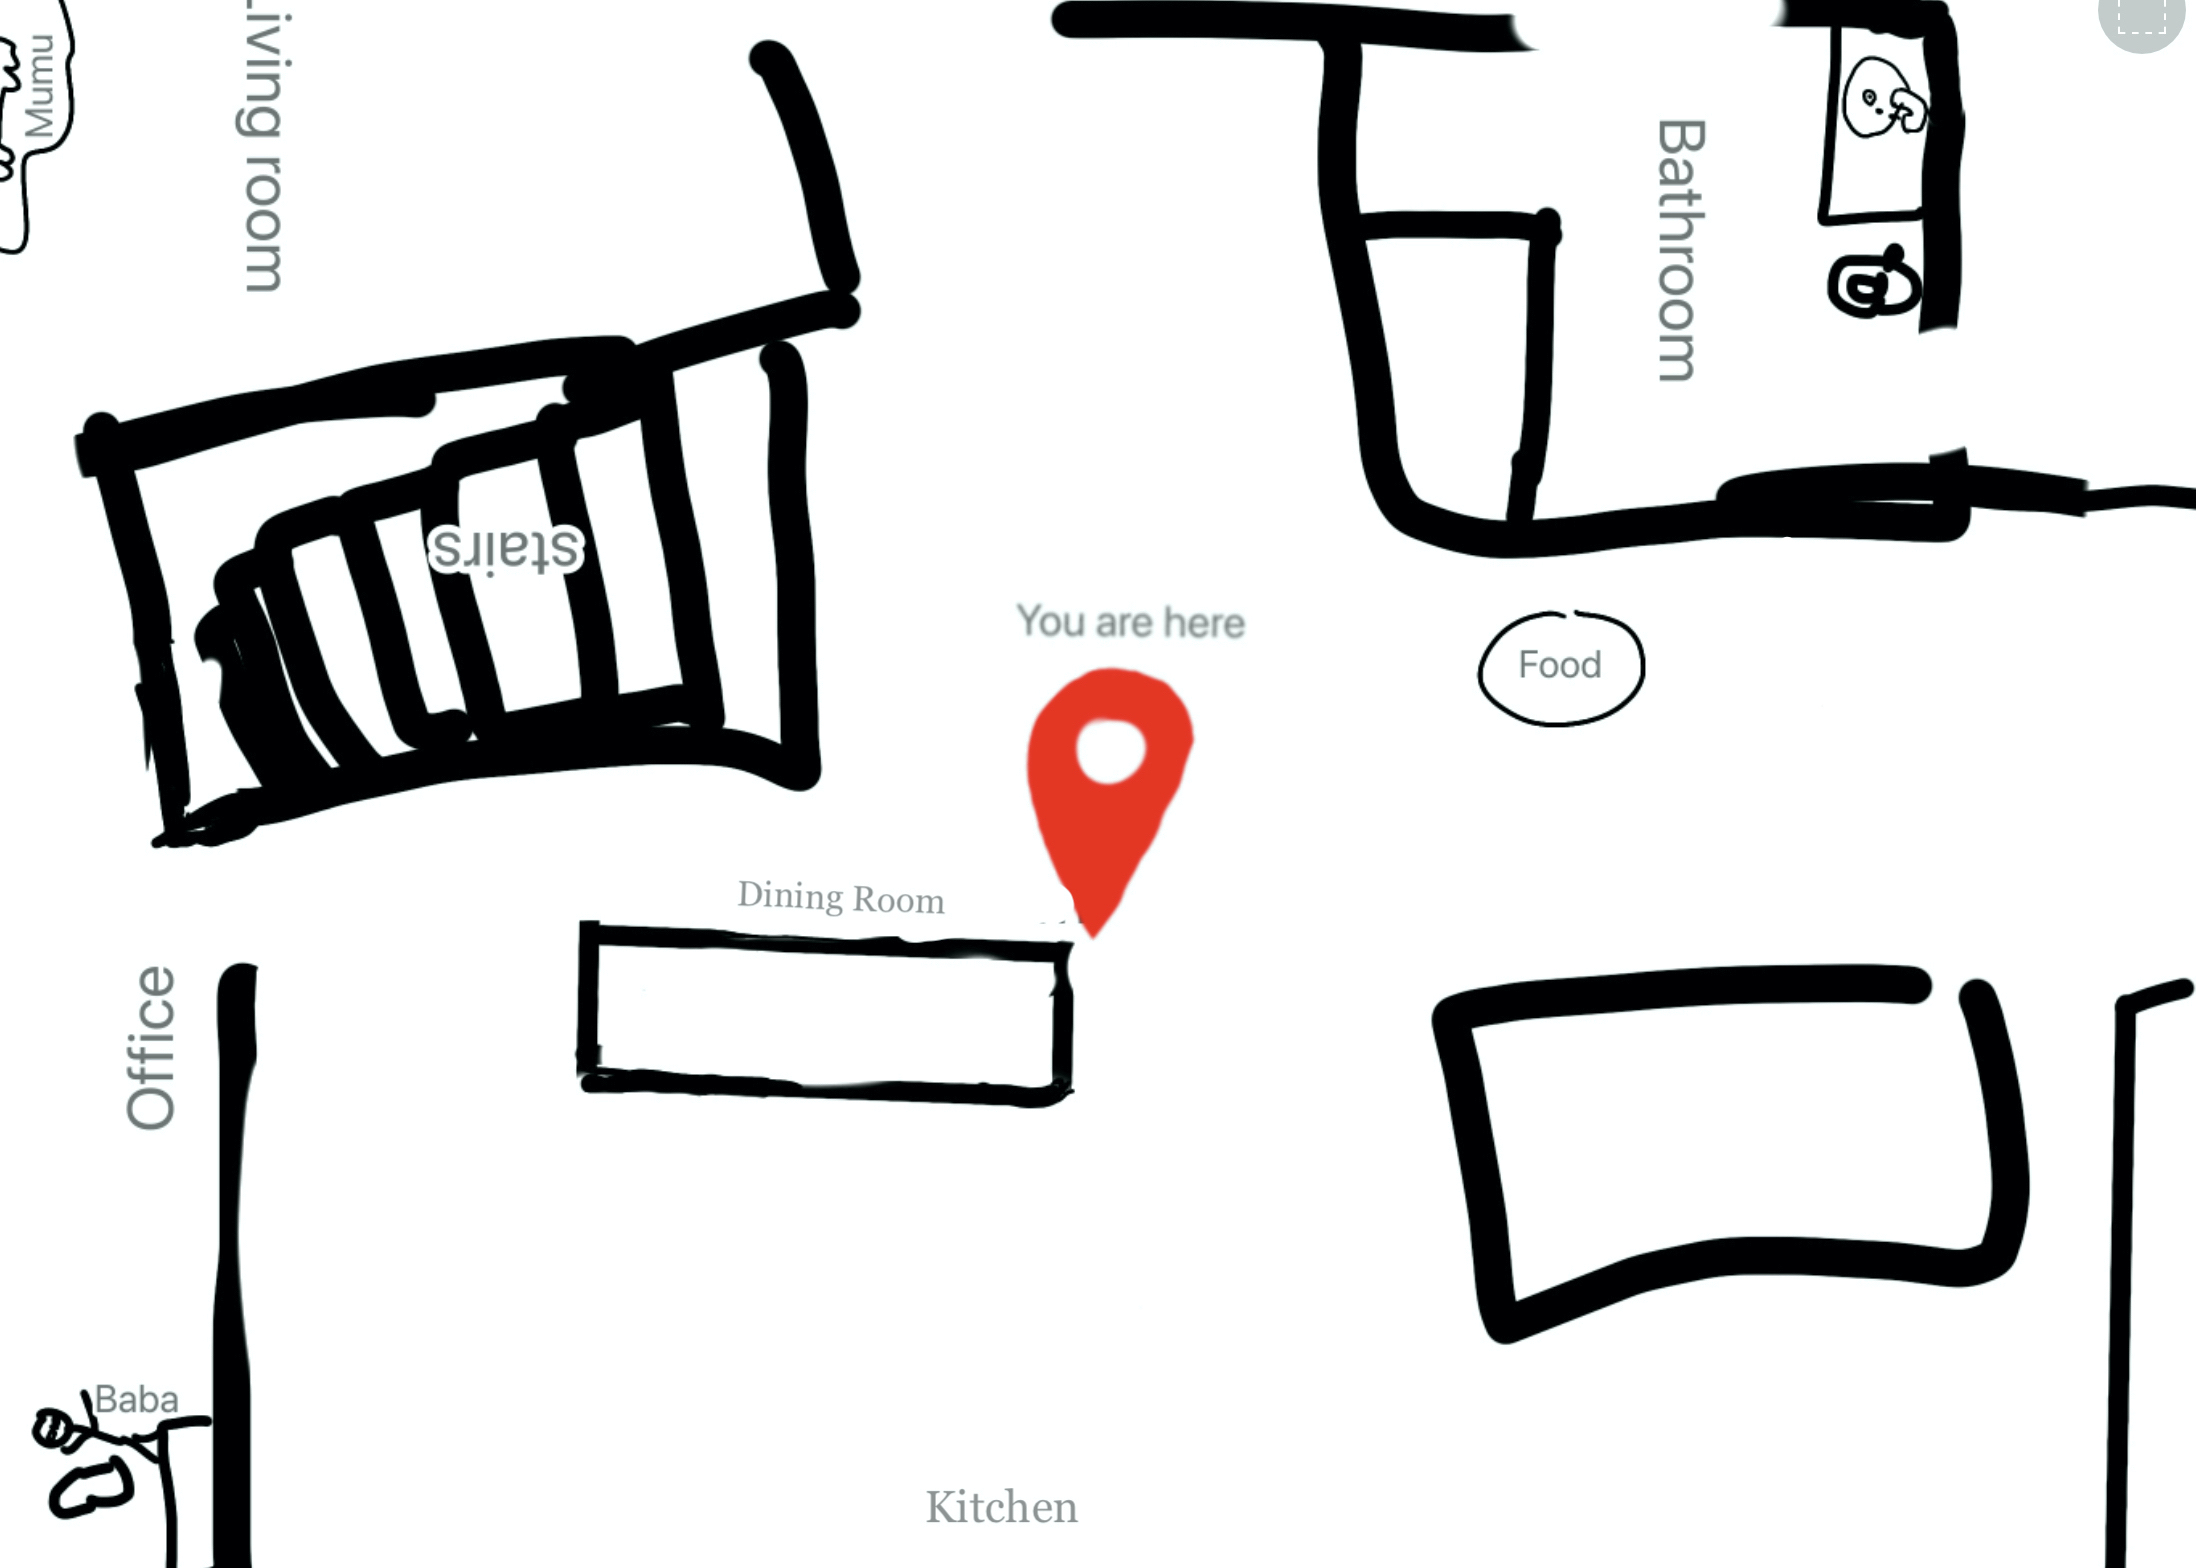 Mumu
Living room
Bathroom
stairs
You are here
Food
Dining Room
Office
Baba
Kitchen